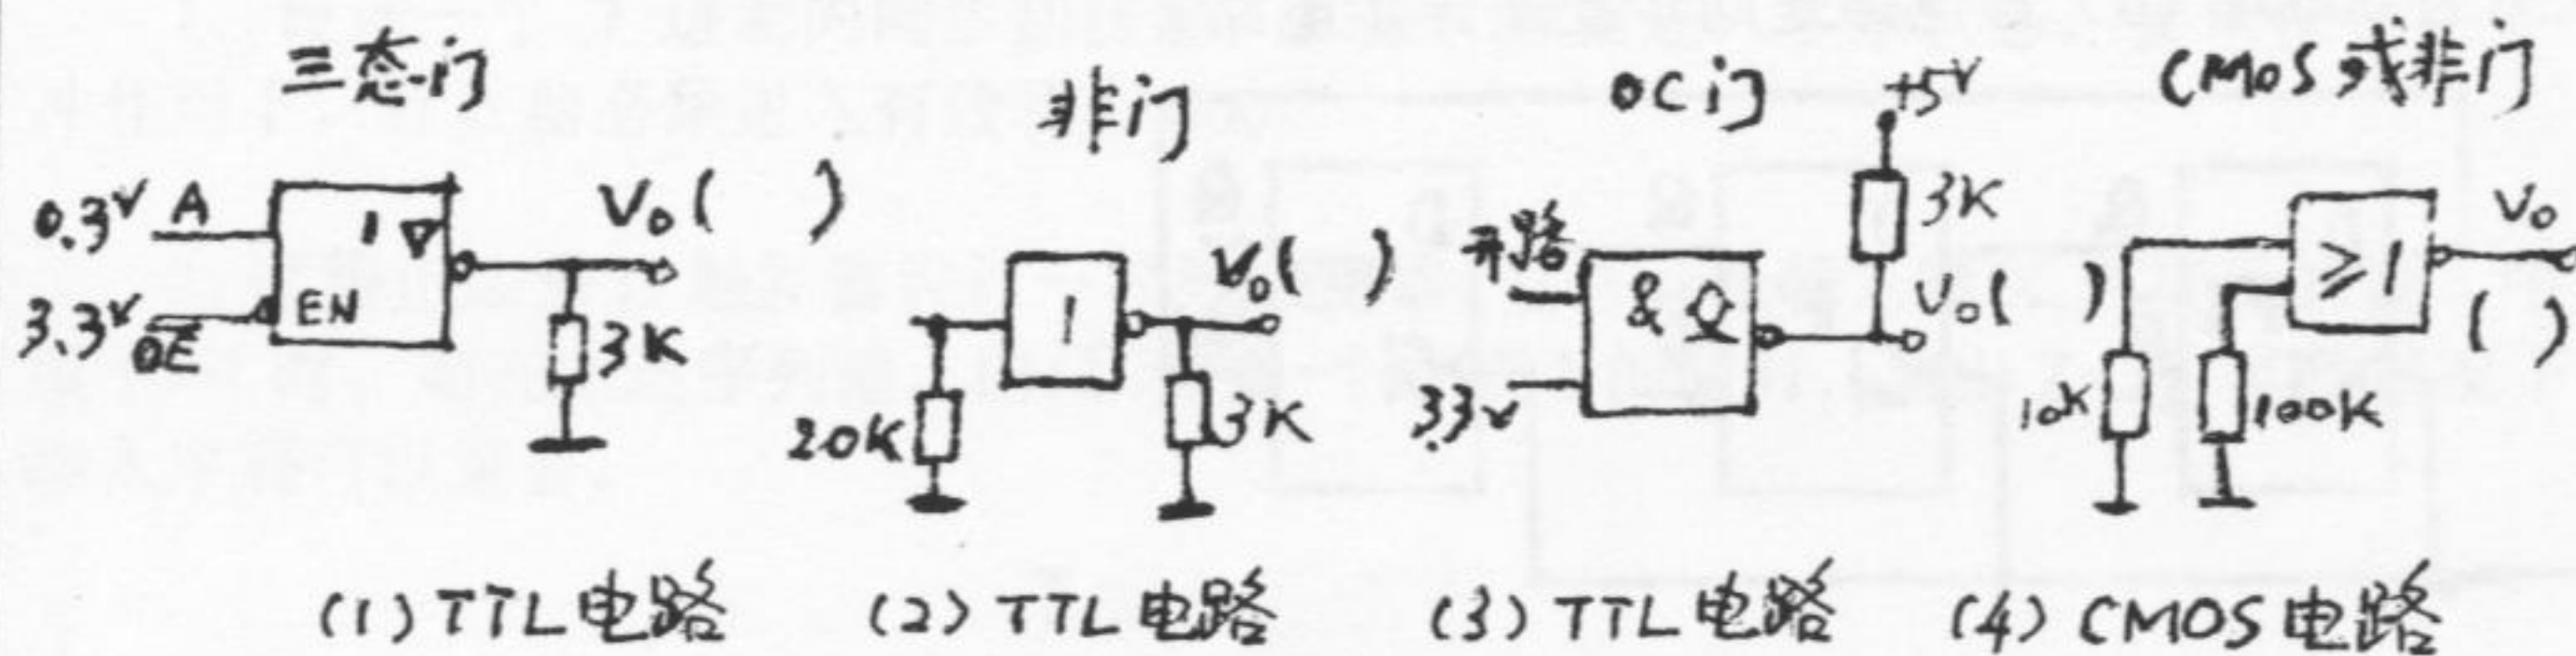 三态门
非门
OC门
+5V
CMOS或非门
0.3V A
1 ▽
V₀( )
3.3V O̅E̅
EN
3K
1
V₀( )
20K
3K
开路
3.3V
& ◇
3K
V₀( )
≥1
V₀
( )
10K
100K
(1) TTL电路
(2) TTL电路
(3) TTL电路
(4) CMOS电路